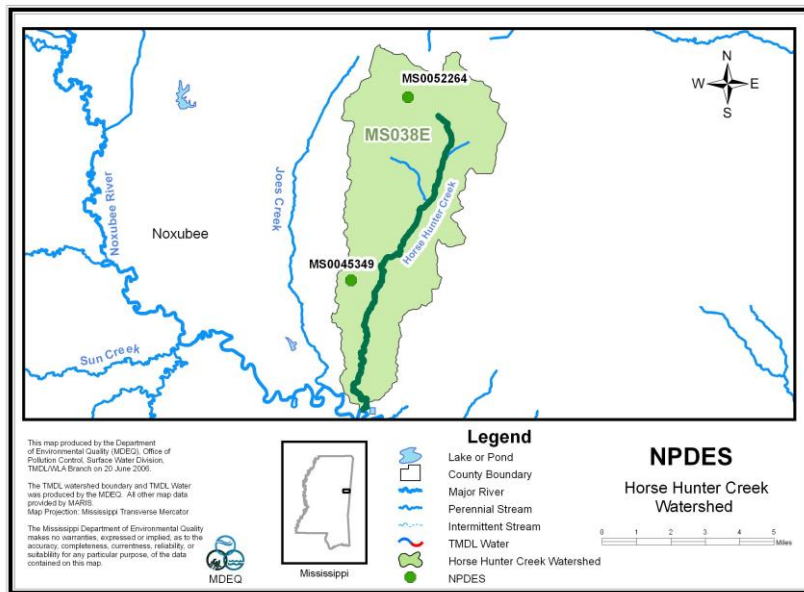 MS0052264
N
W E
S
MS038E
Joes Creek
Noxubee River
Noxubee
Horse Hunter Creek
MS0045349
Sun Creek
This map produced by the Department
of Environmental Quality (MDEQ), Office of
Pollution Control, Surface Water Division,
TMDL/WLA Branch on 20 June 2006.
The TMDL watershed boundary and TMDL Water
was produced by the MDEQ. All other map data
provided by MARIS.
Map Projection: Mississippi Transverse Mercator
The Mississippi Department of Environmental Quality
makes no warranties, expressed or implied, as to the
accuracy, completeness, currentness, reliability, or
suitability for any particular purpose, of the data
contained on this map.
MDEQ
Mississippi
Legend
Lake or Pond
County Boundary
Major River
Perennial Stream
Intermittent Stream
TMDL Water
Horse Hunter Creek Watershed
NPDES
NPDES
Horse Hunter Creek
Watershed
0 1 2 3 4 5
Miles